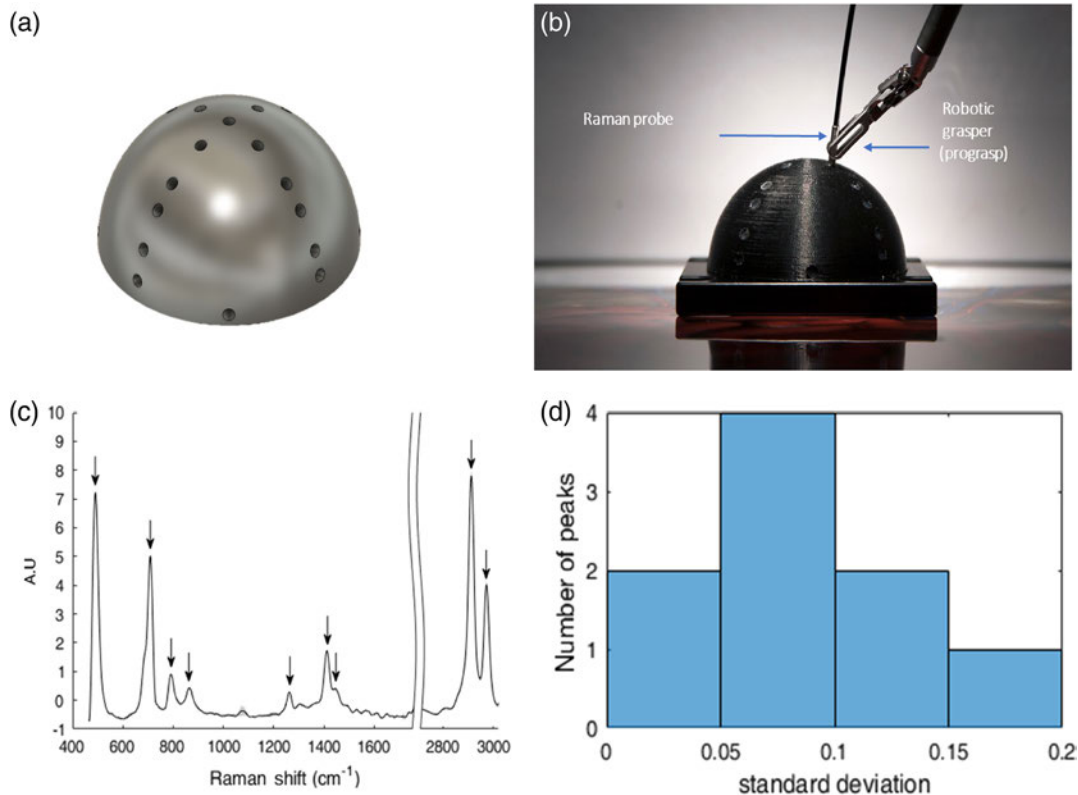 (a)
(b)
Raman probe
Robotic
grasper
(prograsp)
(c)
10
9
8
7
6
5
4
3
2
1
0
-1
A.U
400 600 800 1000 1200 1400 1600 2800 3000
Raman shift (cm⁻¹)
(d)
4
3
2
1
0
Number of peaks
0 0.05 0.1 0.15 0.2
standard deviation